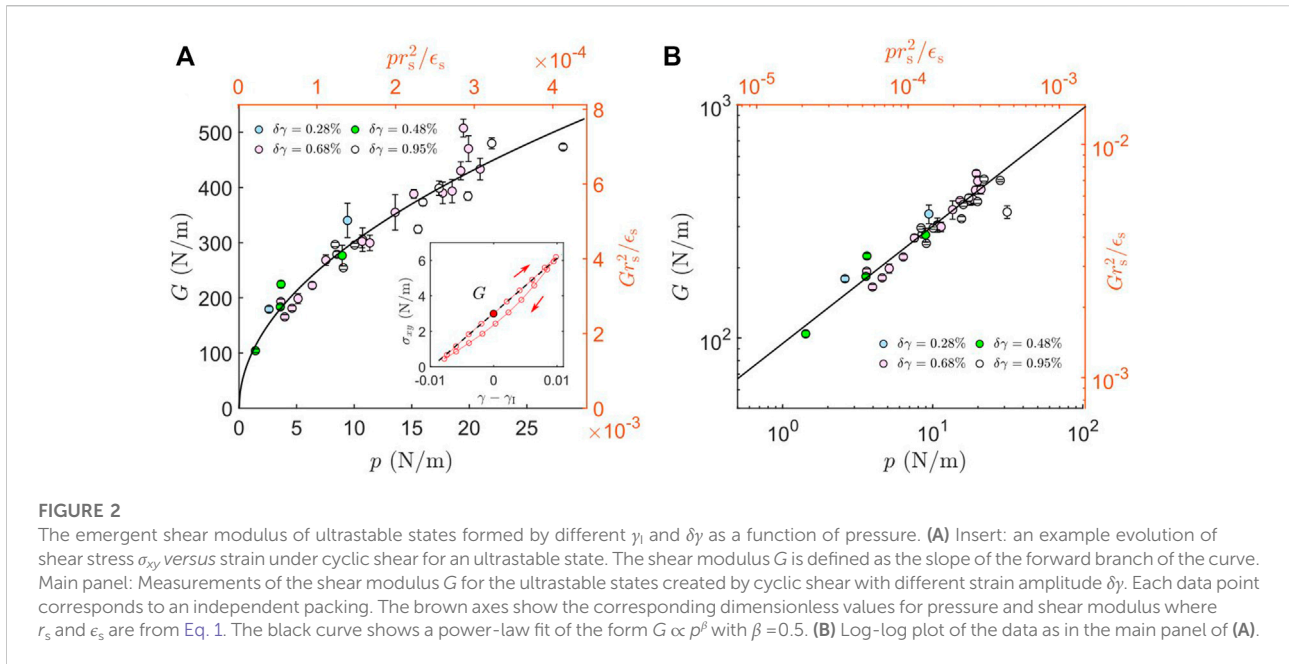 A
pr_s^2/ϵ_s
×10^-4
0 1 2 3 4
G (N/m)
500
400
300
200
100
0
δγ = 0.28% δγ = 0.48%
δγ = 0.68% δγ = 0.95%
8
6
4
2
0
Gr_s^2/ϵ_s
×10^-3
σ_xy (N/m)
6
4
2
0
G
-0.01 0 0.01
γ − γ_I
0 5 10 15 20 25
p (N/m)
B
pr_s^2/ϵ_s
10^-5 10^-4 10^-3
G (N/m)
10^3
10^2
10^-2
10^-3
Gr_s^2/ϵ_s
δγ = 0.28% δγ = 0.48%
δγ = 0.68% δγ = 0.95%
10^0 10^1 10^2
p (N/m)
FIGURE 2
The emergent shear modulus of ultrastable states formed by different γ_I and δγ as a function of pressure. (A) Insert: an example evolution of
shear stress σ_xy versus strain under cyclic shear for an ultrastable state. The shear modulus G is defined as the slope of the forward branch of the curve.
Main panel: Measurements of the shear modulus G for the ultrastable states created by cyclic shear with different strain amplitude δγ. Each data point
corresponds to an independent packing. The brown axes show the corresponding dimensionless values for pressure and shear modulus where
r_s and ϵ_s are from Eq. 1. The black curve shows a power-law fit of the form G ∝ p^β with β =0.5. (B) Log-log plot of the data as in the main panel of (A).